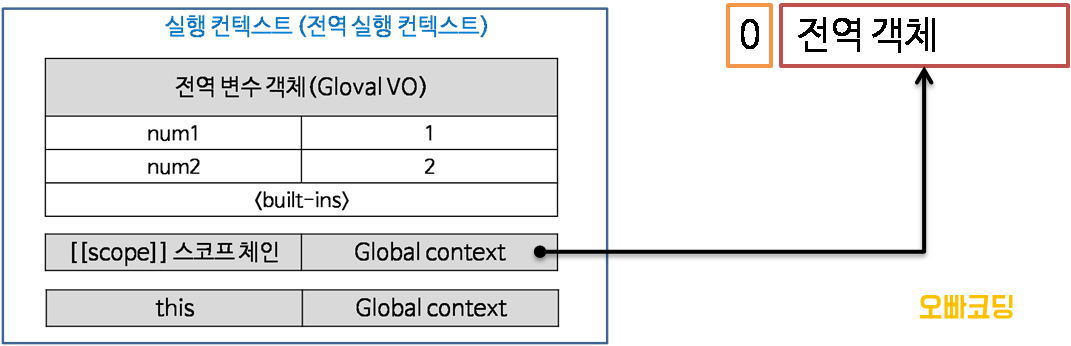 실행 컨텍스트 (전역 실행 컨텍스트)
0 전역 객체
전역 변수 객체(Gloval VO)
num1 1
num2 2
<built-ins>
[[scope]] 스코프 체인 Global context
this Global context
오빠코딩